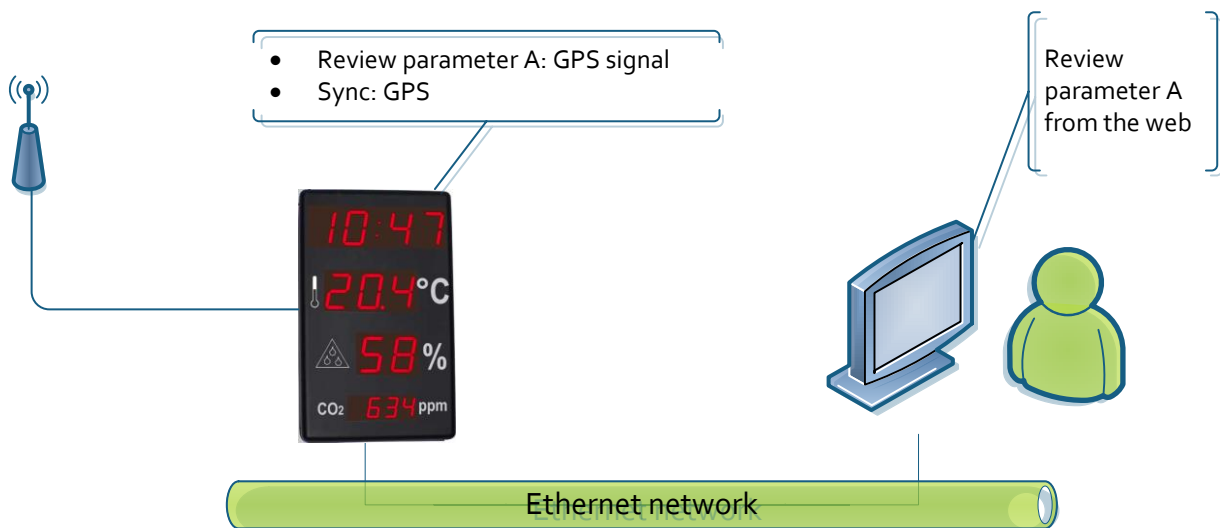 • Review parameter A: GPS signal
• Sync: GPS
Review
parameter A
from the web
10:47
20.4°C
58%
CO₂ 634 ppm
Ethernet network